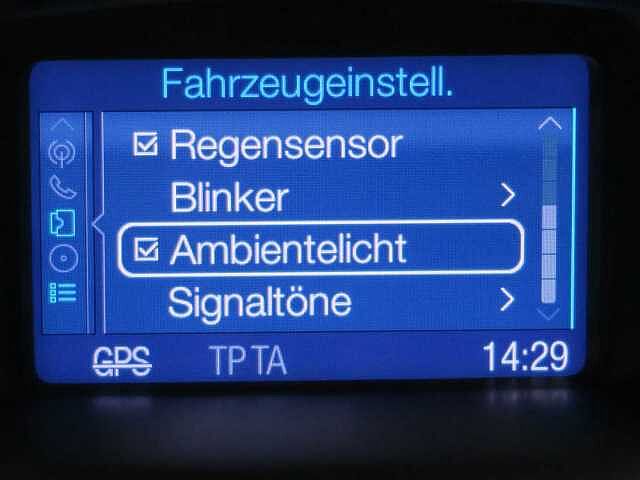 Fahrzeugeinstell.
Regensensor
Blinker
Ambientelicht
Signaltöne
GPS TP TA 14:29